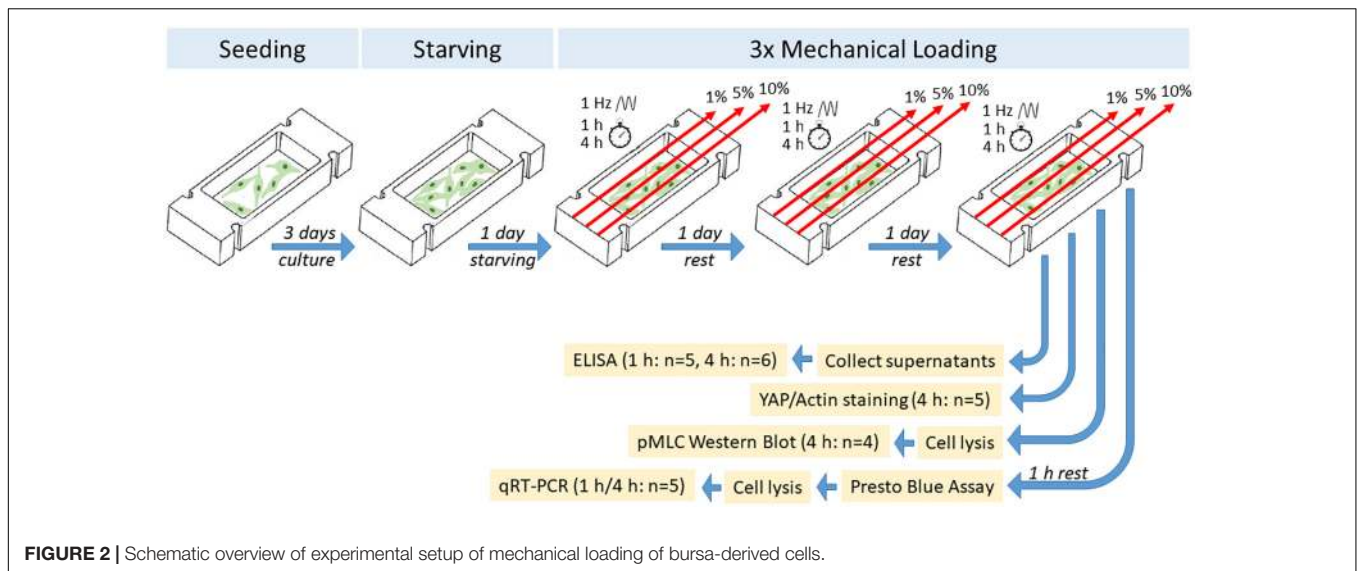 Seeding
Starving
3x Mechanical Loading
1 Hz
1 h
4 h
1% 5% 10%
1 Hz
1 h
4 h
1% 5% 10%
1 Hz
1 h
4 h
1% 5% 10%
3 days
culture
1 day
starving
1 day
rest
1 day
rest
ELISA (1 h: n=5, 4 h: n=6)
Collect supernatants
YAP/Actin staining (4 h: n=5)
pMLC Western Blot (4 h: n=4)
Cell lysis
qRT-PCR (1 h/4 h: n=5)
Cell lysis
Presto Blue Assay
1 h rest
FIGURE 2 | Schematic overview of experimental setup of mechanical loading of bursa-derived cells.